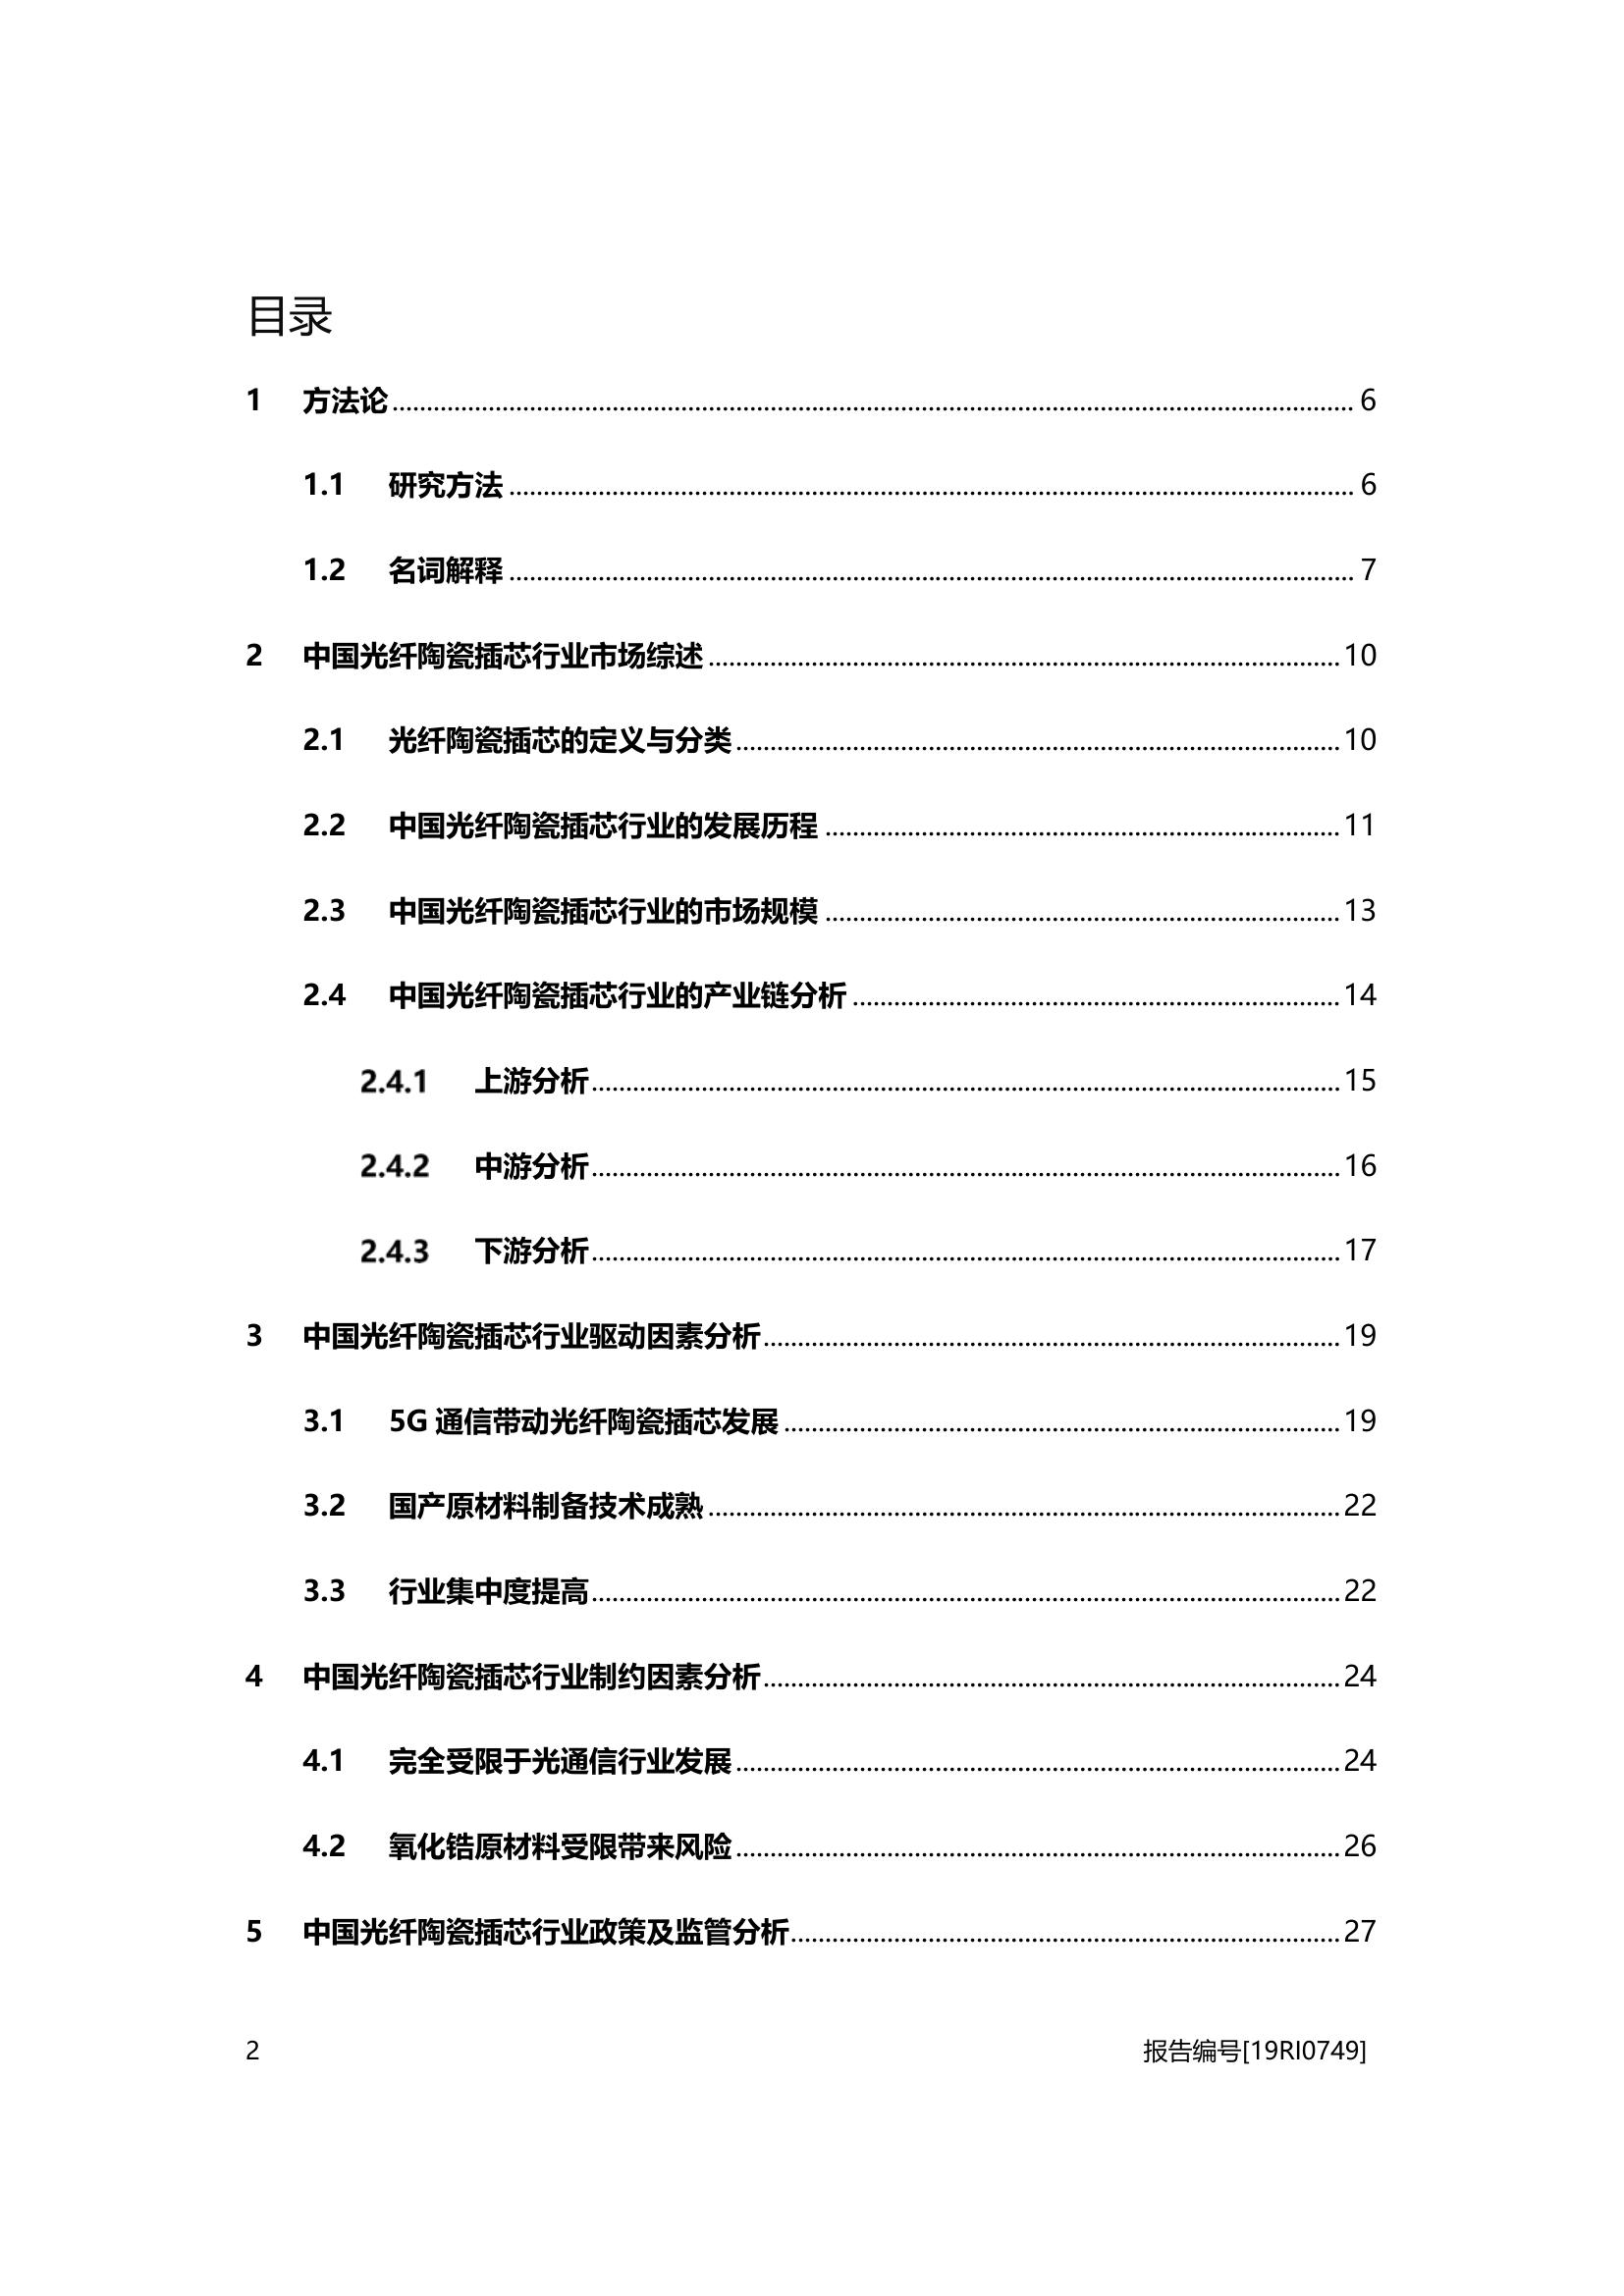 目录
1 方法论 6
1.1 研究方法 6
1.2 名词解释 7
2 中国光纤陶瓷插芯行业市场综述 10
2.1 光纤陶瓷插芯的定义与分类 10
2.2 中国光纤陶瓷插芯行业的发展历程 11
2.3 中国光纤陶瓷插芯行业的市场规模 13
2.4 中国光纤陶瓷插芯行业的产业链分析 14
2.4.1 上游分析 15
2.4.2 中游分析 16
2.4.3 下游分析 17
3 中国光纤陶瓷插芯行业驱动因素分析 19
3.1 5G 通信带动光纤陶瓷插芯发展 19
3.2 国产原材料制备技术成熟 22
3.3 行业集中度提高 22
4 中国光纤陶瓷插芯行业制约因素分析 24
4.1 完全受限于光通信行业发展 24
4.2 氧化锆原材料受限带来风险 26
5 中国光纤陶瓷插芯行业政策及监管分析 27
2 报告编号[19RI0749]